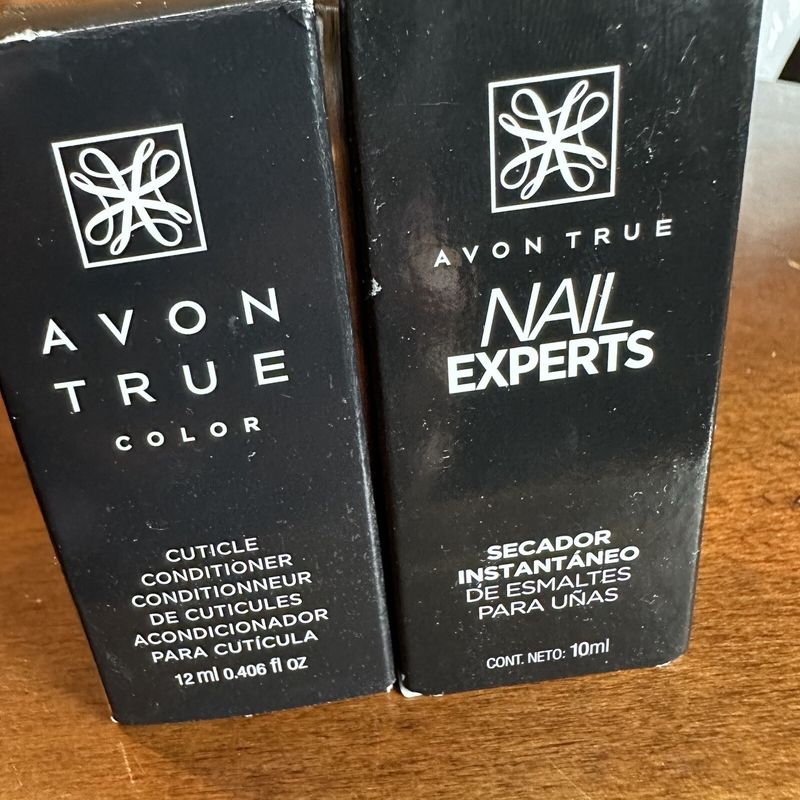 AVON
TRUE
COLOR
CUTICLE
CONDITIONER
CONDITIONNEUR
DE CUTICULES
ACONDICIONADOR
PARA CUTÍCULA
12 ml 0.406 fl oz
AVON TRUE
NAIL
EXPERTS
SECADOR
INSTANTÁNEO
DE ESMALTES
PARA UÑAS
CONT. NETO: 10ml